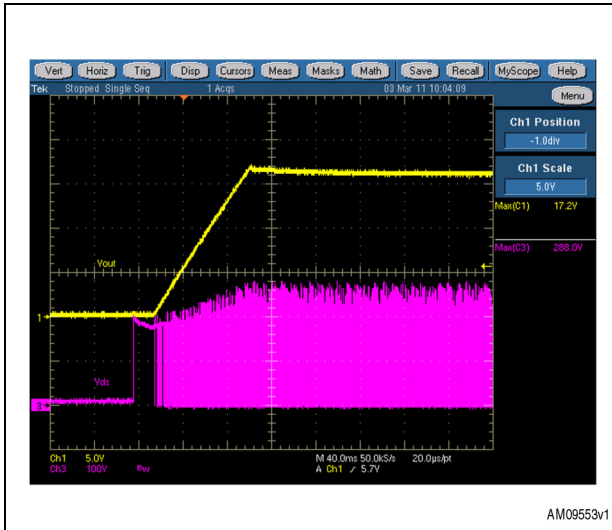 Vert Horiz Trig Disp Cursors Meas Masks Math Save Recall MyScope Help
Tek Stopped Single Seq 1 Acqs 03 Mar 11 10:04:09
Menu
Ch1 Position
-1.0div
Ch1 Scale
5.0V
Max(C1) 17.2V
Max(C3) 288.0V
Vout
1
Vds
3
Ch1 5.0V M 40.0ms 50.0kS/s 20.0µs/pt
Ch3 100V Bw A Ch1 / 5.7V
AM09553v1